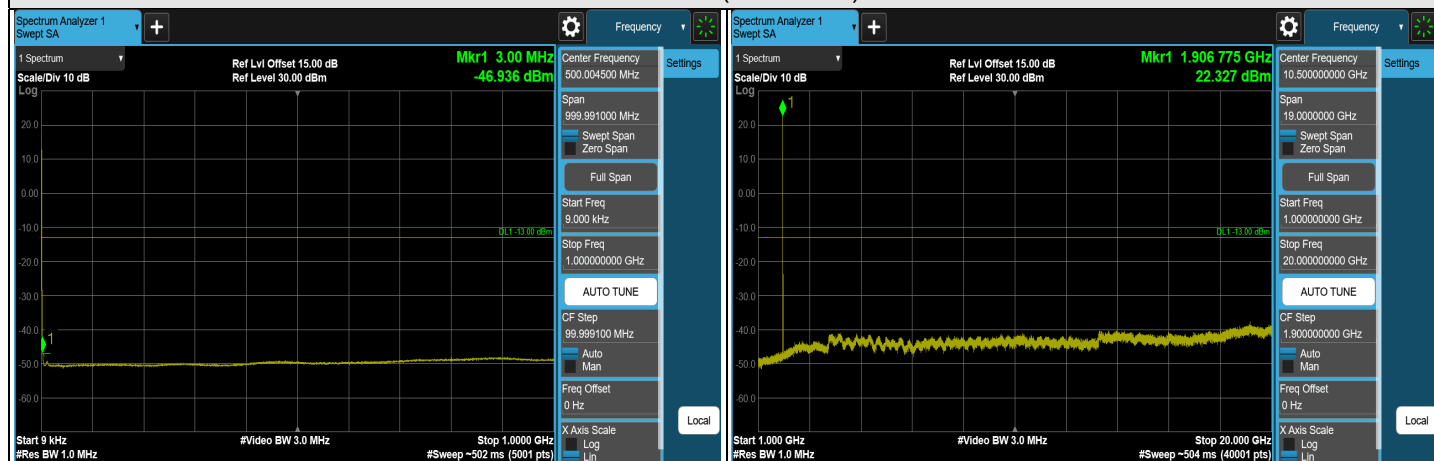 Spectrum Analyzer 1
Swept SA
+
Frequency
1 Spectrum
Scale/Div 10 dB
Log
Ref Lvl Offset 15.00 dB
Ref Level 30.00 dBm
Mkr1 3.00 MHz
-46.936 dBm
1
20.0
10.0
0.00
-10.0
-20.0
-30.0
-40.0
-50.0
-60.0
DL1 -13.00 dBm
Start 9 kHz
#Res BW 1.0 MHz
#Video BW 3.0 MHz
Stop 1.0000 GHz
#Sweep ~502 ms (5001 pts)
Center Frequency
500.004500 MHz
Span
999.991000 MHz
Swept Span
Zero Span
Full Span
Start Freq
9.000 kHz
Stop Freq
1.000000000 GHz
AUTO TUNE
CF Step
99.999100 MHz
Auto
Man
Freq Offset
0 Hz
X Axis Scale
Log
Lin
Settings
Local
Spectrum Analyzer 1
Swept SA
+
Frequency
1 Spectrum
Scale/Div 10 dB
Log
Ref Lvl Offset 15.00 dB
Ref Level 30.00 dBm
Mkr1 1.906 775 GHz
22.327 dBm
1
20.0
10.0
0.00
-10.0
-20.0
-30.0
-40.0
-50.0
-60.0
DL1 -13.00 dBm
Start 1.000 GHz
#Res BW 1.0 MHz
#Video BW 3.0 MHz
Stop 20.000 GHz
#Sweep ~504 ms (40001 pts)
Center Frequency
10.500000000 GHz
Span
19.0000000 GHz
Swept Span
Zero Span
Full Span
Start Freq
1.000000000 GHz
Stop Freq
20.000000000 GHz
AUTO TUNE
CF Step
1.900000000 GHz
Auto
Man
Freq Offset
0 Hz
X Axis Scale
Log
Lin
Settings
Local